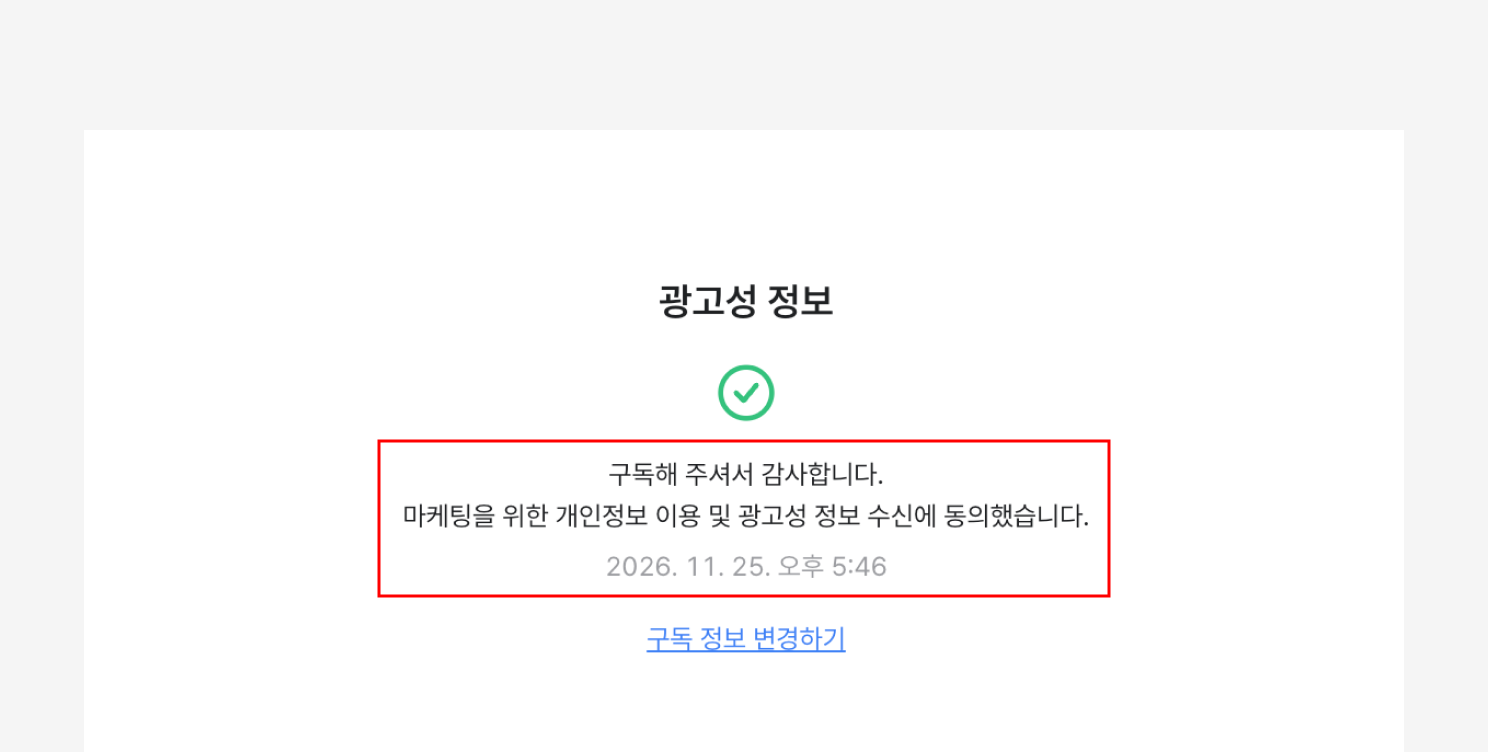 광고성 정보
구독해 주셔서 감사합니다.
마케팅을 위한 개인정보 이용 및 광고성 정보 수신에 동의했습니다.
2026. 11. 25. 오후 5:46
구독 정보 변경하기